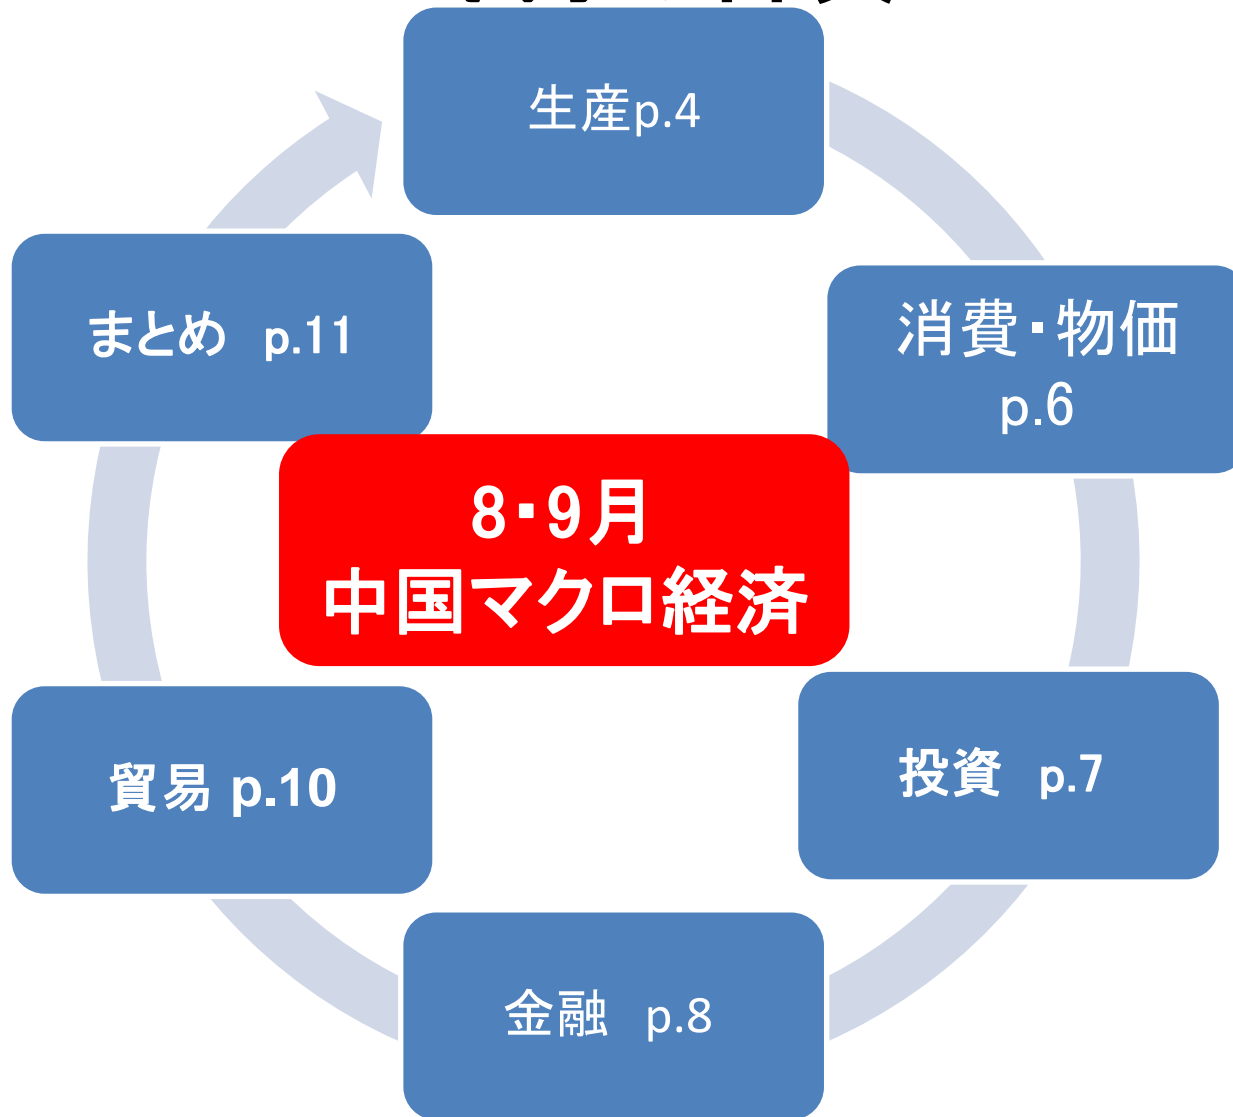 生産p.4
消費・物価
p.6
投資 p.7
金融 p.8
貿易 p.10
まとめ p.11
8・9月
中国マクロ経済